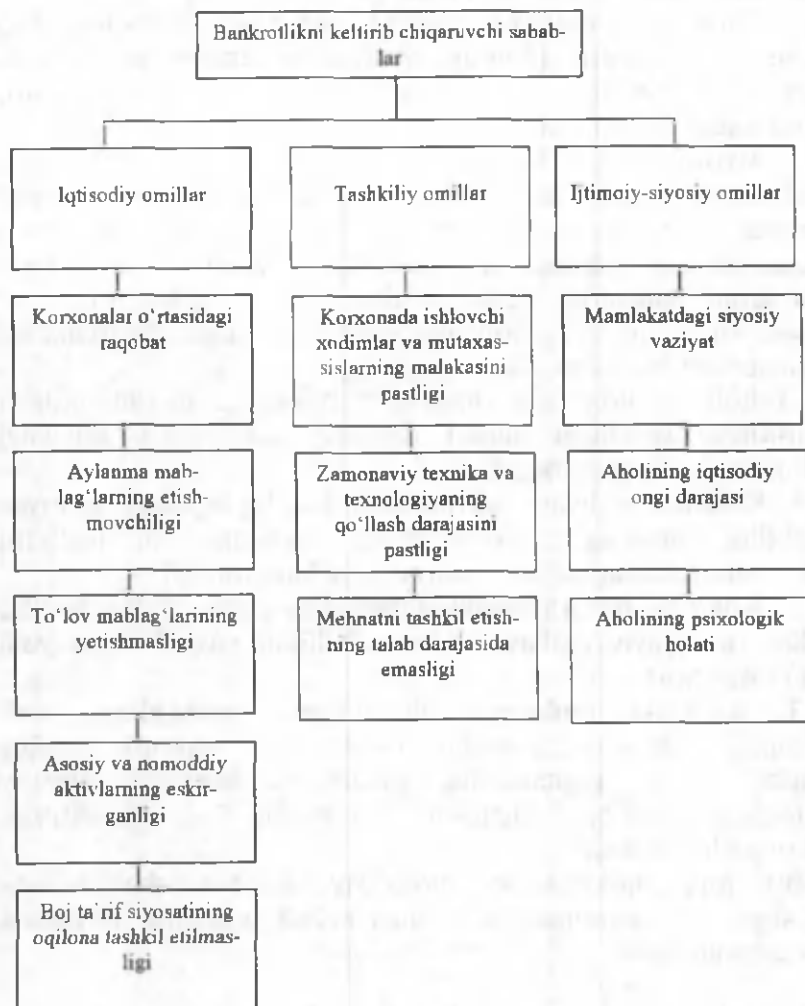 Bankrotlikni keltirib chiqaruvchi sabab-
lar
Iqtisodiy omillar
Tashkiliy omillar
Ijtimoiy-siyosiy omillar
Korxonalar o‘rtasidagi
raqobat
Korxonada ishlovchi
xodimlar va mutaxas-
sislarning malakasini
pastligi
Mamlakatdagi siyosiy
vaziyat
Aylanma mab-
lag‘larning etish-
movchiligi
Zamonaviy texnika va
texnologiyaning
qo‘llash darajasini
pastligi
Aholining iqtisodiy
ongi darajasi
To‘lov mablag‘larining
yetishmasligi
Mehnatni tashkil etish-
ning talab darajasida
emasligi
Aholining psixologik
holati
Asosiy va nomoddiy
aktivlarning eskir-
ganligi
Boj ta`rif siyosatining
oqilona tashkil etilmas-
ligi